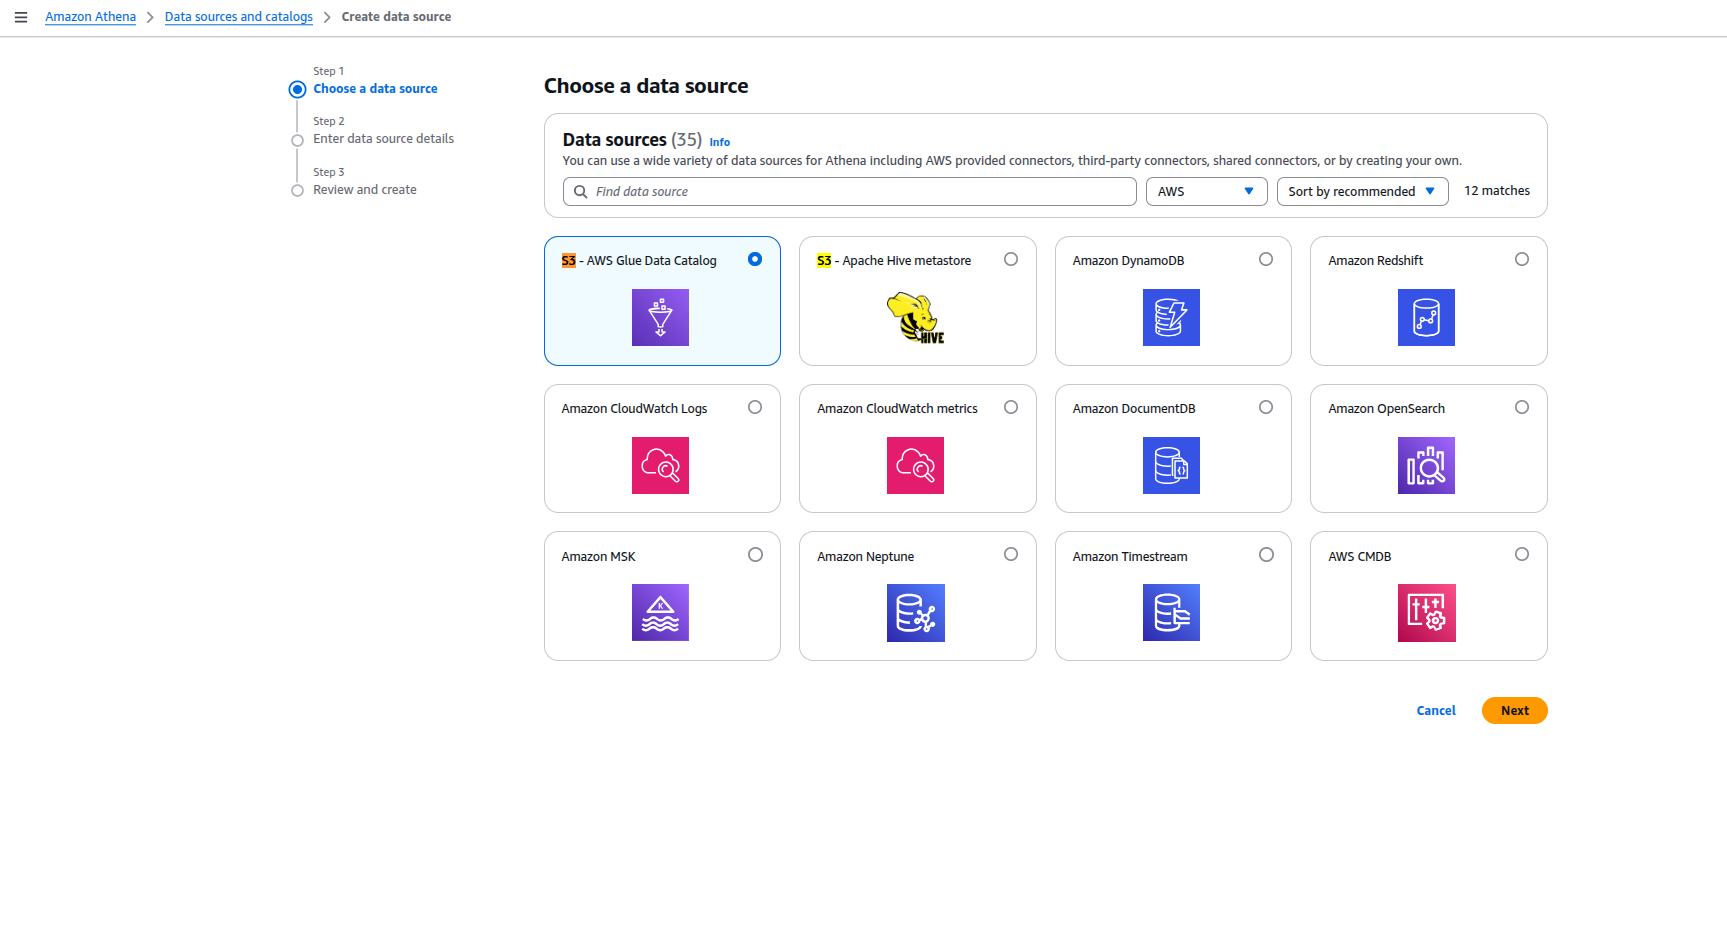 Amazon Athena > Data sources and catalogs > Create data source
Step 1
Choose a data source
Step 2
Enter data source details
Step 3
Review and create
Choose a data source
Data sources (35) Info
You can use a wide variety of data sources for Athena including AWS provided connectors, third-party connectors, shared connectors, or by creating your own.
Find data source AWS Sort by recommended 12 matches
S3 - AWS Glue Data Catalog
S3 - Apache Hive metastore
HIVE
Amazon DynamoDB
Amazon Redshift
Amazon CloudWatch Logs
Amazon CloudWatch metrics
Amazon DocumentDB
{}
Amazon OpenSearch
Amazon MSK
K
Amazon Neptune
Amazon Timestream
AWS CMDB
Cancel Next